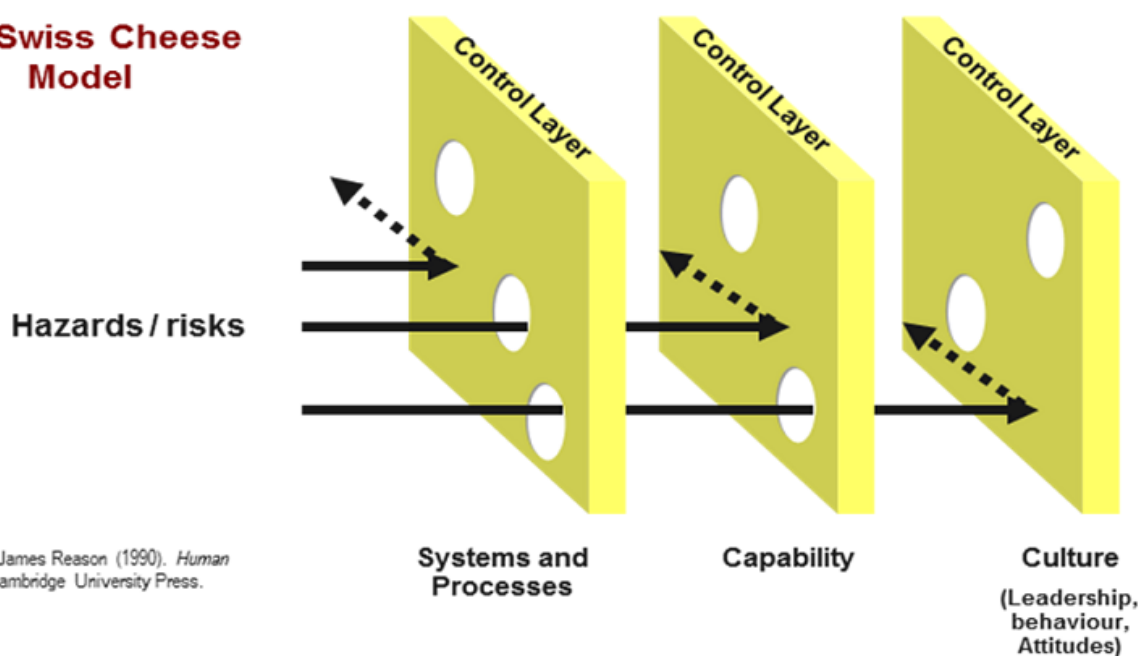 Swiss Cheese
Model
Control Layer
Control Layer
Control Layer
Hazards / risks
James Reason (1990). Human
ambridge University Press.
Systems and
Processes
Capability
Culture
(Leadership,
behaviour,
Attitudes)